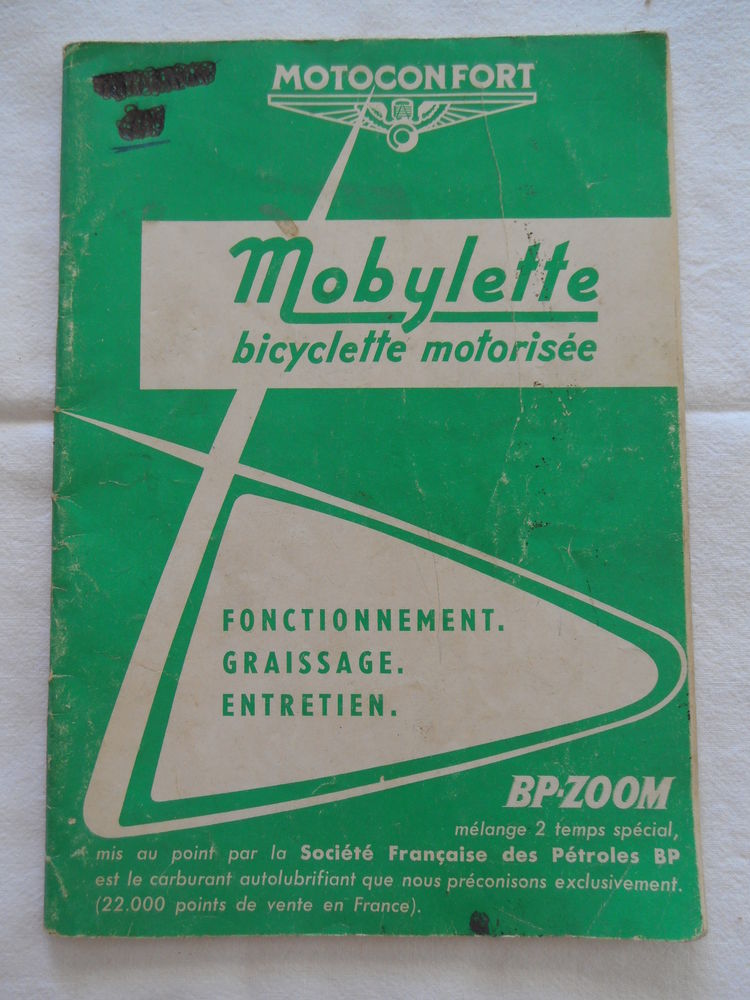 MOTOCONFORT
Mobylette
bicyclette motorisée
FONCTIONNEMENT.
GRAISSAGE.
ENTRETIEN.
BP-ZOOM
mélange 2 temps spécial,
mis au point par la Société Française des Pétroles BP
est le carburant autolubrifiant que nous préconisons exclusivement.
(22.000 points de vente en France).